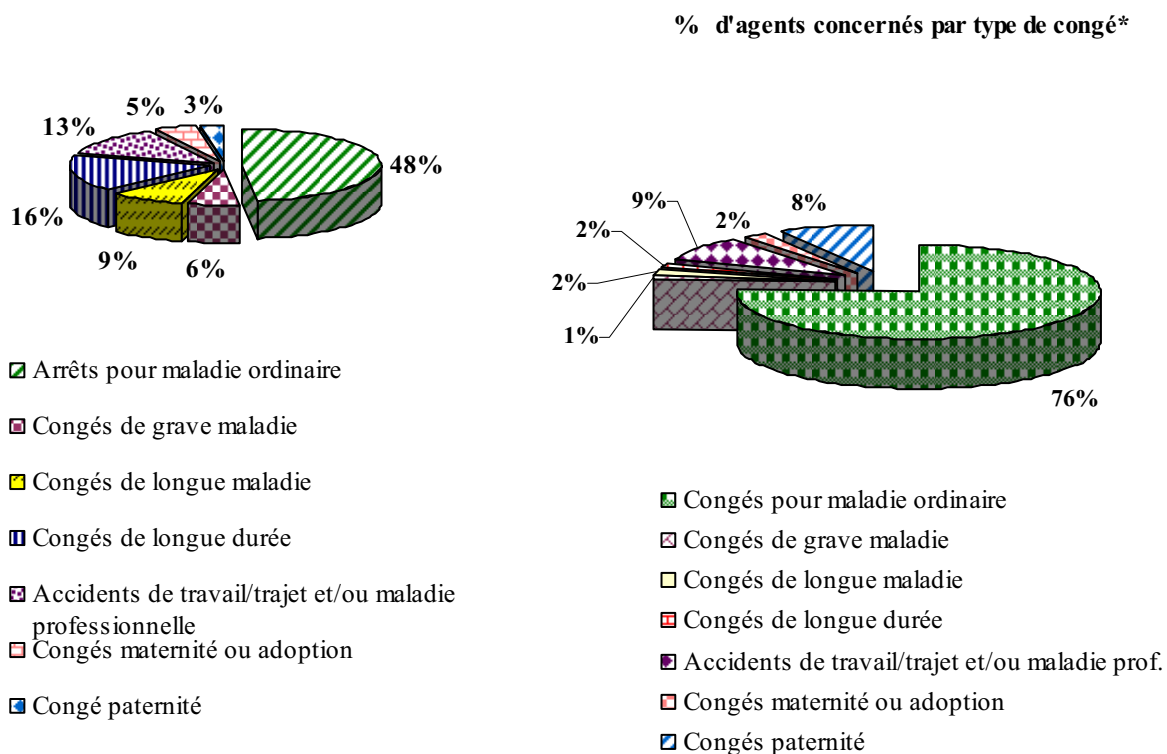 % d'agents concernés par type de congé*
5%
3%
13%
48%
16%
9%
6%
Arrêts pour maladie ordinaire
Congés de grave maladie
Congés de longue maladie
Congés de longue durée
Accidents de travail/trajet et/ou maladie
professionnelle
Congés maternité ou adoption
Congé paternité
9%
2%
8%
2%
2%
1%
76%
Congés pour maladie ordinaire
Congés de grave maladie
Congés de longue maladie
Congés de longue durée
Accidents de travail/trajet et/ou maladie prof.
Congés maternité ou adoption
Congés paternité